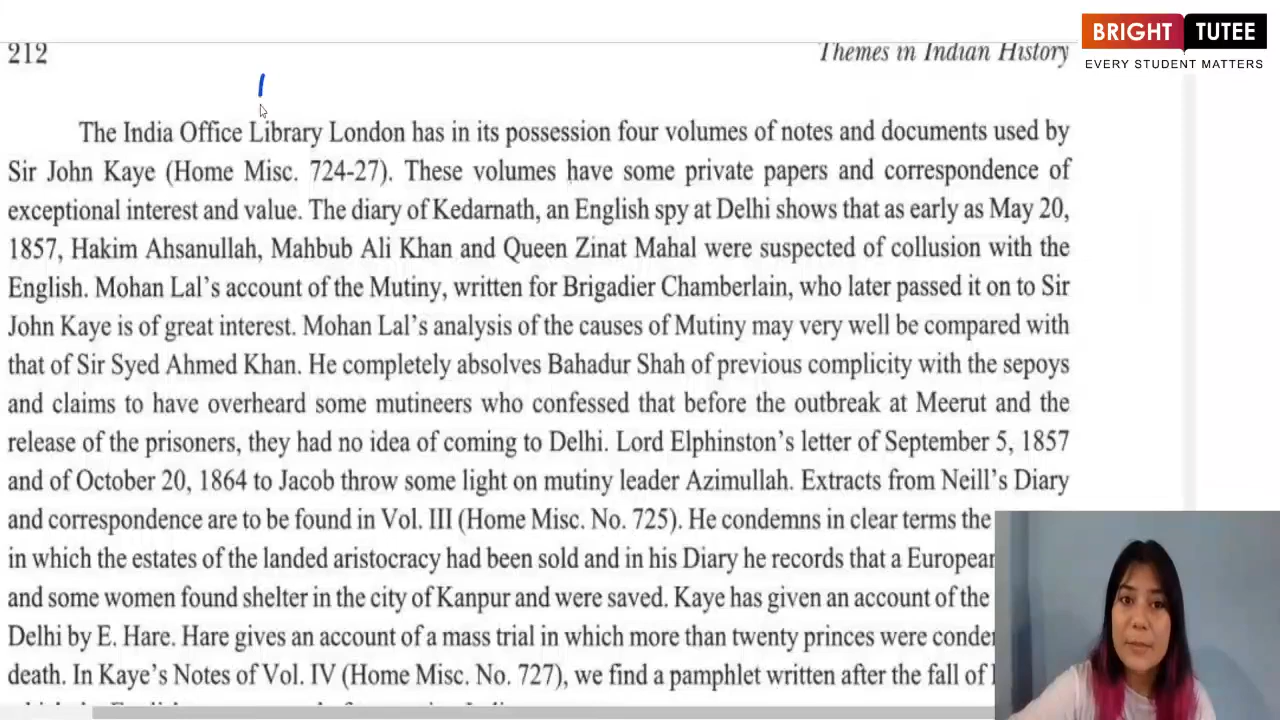 BRIGHT TUTEE
EVERY STUDENT MATTERS
212 Themes in Indian History
The India Office Library London has in its possession four volumes of notes and documents used by
Sir John Kaye (Home Misc. 724-27). These volumes have some private papers and correspondence of
exceptional interest and value. The diary of Kedarnath, an English spy at Delhi shows that as early as May 20,
1857, Hakim Ahsanullah, Mahbub Ali Khan and Queen Zinat Mahal were suspected of collusion with the
English. Mohan Lal's account of the Mutiny, written for Brigadier Chamberlain, who later passed it on to Sir
John Kaye is of great interest. Mohan Lal's analysis of the causes of Mutiny may very well be compared with
that of Sir Syed Ahmed Khan. He completely absolves Bahadur Shah of previous complicity with the sepoys
and claims to have overheard some mutineers who confessed that before the outbreak at Meerut and the
release of the prisoners, they had no idea of coming to Delhi. Lord Elphinston's letter of September 5, 1857
and of October 20, 1864 to Jacob throw some light on mutiny leader Azimullah. Extracts from Neill's Diary
and correspondence are to be found in Vol. III (Home Misc. No. 725). He condemns in clear terms the
in which the estates of the landed aristocracy had been sold and in his Diary he records that a European
and some women found shelter in the city of Kanpur and were saved. Kaye has given an account of the
Delhi by E. Hare. Hare gives an account of a mass trial in which more than twenty princes were conde
death. In Kaye's Notes of Vol. IV (Home Misc. No. 727), we find a pamphlet written after the fall of